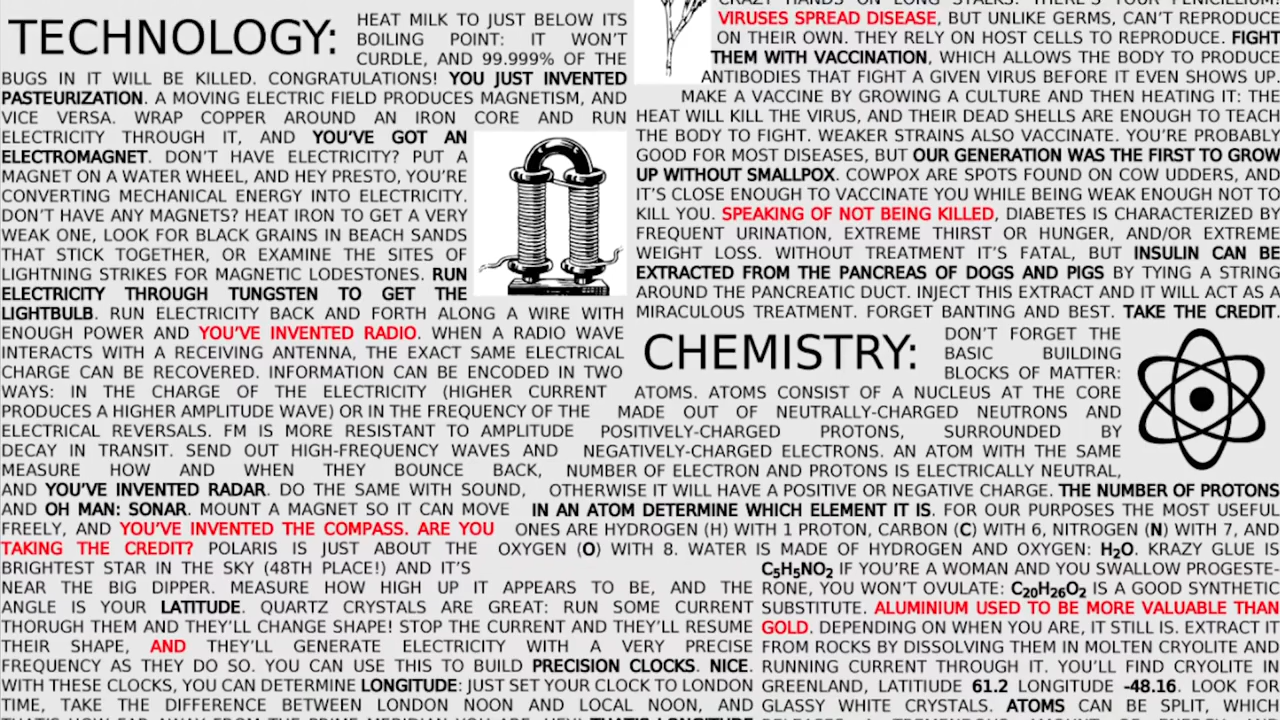 TECHNOLOGY:
HEAT MILK TO JUST BELOW ITS
BOILING POINT: IT WON'T
CURDLE, AND 99.999% OF THE
BUGS IN IT WILL BE KILLED. CONGRATULATIONS! YOU JUST INVENTED
PASTEURIZATION. A MOVING ELECTRIC FIELD PRODUCES MAGNETISM, AND
VICE VERSA. WRAP COPPER AROUND AN IRON CORE AND RUN
ELECTRICITY THROUGH IT, AND YOU'VE GOT AN
ELECTROMAGNET. DON'T HAVE ELECTRICITY? PUT A
MAGNET ON A WATER WHEEL, AND HEY PRESTO, YOU'RE
CONVERTING MECHANICAL ENERGY INTO ELECTRICITY.
DON'T HAVE ANY MAGNETS? HEAT IRON TO GET A VERY
WEAK ONE, LOOK FOR BLACK GRAINS IN BEACH SANDS
THAT STICK TOGETHER, OR EXAMINE THE SITES OF
LIGHTNING STRIKES FOR MAGNETIC LODESTONES. RUN
ELECTRICITY THROUGH TUNGSTEN TO GET THE
LIGHTBULB. RUN ELECTRICITY BACK AND FORTH ALONG A WIRE WITH
ENOUGH POWER AND YOU'VE INVENTED RADIO. WHEN A RADIO WAVE
INTERACTS WITH A RECEIVING ANTENNA, THE EXACT SAME ELECTRICAL
CHARGE CAN BE RECOVERED. INFORMATION CAN BE ENCODED IN TWO
WAYS: IN THE CHARGE OF THE ELECTRICITY (HIGHER CURRENT
PRODUCES A HIGHER AMPLITUDE WAVE) OR IN THE FREQUENCY OF THE
ELECTRICAL REVERSALS. FM IS MORE RESISTANT TO AMPLITUDE
DECAY IN TRANSIT. SEND OUT HIGH-FREQUENCY WAVES AND
MEASURE HOW AND WHEN THEY BOUNCE BACK,
AND YOU'VE INVENTED RADAR. DO THE SAME WITH SOUND,
AND OH MAN: SONAR. MOUNT A MAGNET SO IT CAN MOVE
FREELY, AND YOU'VE INVENTED THE COMPASS. ARE YOU
TAKING THE CREDIT? POLARIS IS JUST ABOUT THE
BRIGHTEST STAR IN THE SKY (48TH PLACE!) AND IT'S
NEAR THE BIG DIPPER. MEASURE HOW HIGH UP IT APPEARS TO BE, AND THE
ANGLE IS YOUR LATITUDE. QUARTZ CRYSTALS ARE GREAT: RUN SOME CURRENT
THORUGH THEM AND THEY'LL CHANGE SHAPE! STOP THE CURRENT AND THEY'LL RESUME
THEIR SHAPE, AND THEY'LL GENERATE ELECTRICITY WITH A VERY PRECISE
FREQUENCY AS THEY DO SO. YOU CAN USE THIS TO BUILD PRECISION CLOCKS. NICE.
WITH THESE CLOCKS, YOU CAN DETERMINE LONGITUDE: JUST SET YOUR CLOCK TO LONDON
TIME, TAKE THE DIFFERENCE BETWEEN LONDON NOON AND LOCAL NOON, AND
THAT'S HOW FAR AWAY FROM THE PRIME MERIDIAN YOU ARE. HEY! THAT'S LONGITUDE
CRAZY HANDS ON LONG STALKS. THERE'S YOUR PENICILLIUM.
VIRUSES SPREAD DISEASE, BUT UNLIKE GERMS, CAN'T REPRODUCE
ON THEIR OWN. THEY RELY ON HOST CELLS TO REPRODUCE. FIGHT
THEM WITH VACCINATION, WHICH ALLOWS THE BODY TO PRODUCE
ANTIBODIES THAT FIGHT A GIVEN VIRUS BEFORE IT EVEN SHOWS UP.
MAKE A VACCINE BY GROWING A CULTURE AND THEN HEATING IT: THE
HEAT WILL KILL THE VIRUS, AND THEIR DEAD SHELLS ARE ENOUGH TO TEACH
THE BODY TO FIGHT. WEAKER STRAINS ALSO VACCINATE. YOU'RE PROBABLY
GOOD FOR MOST DISEASES, BUT OUR GENERATION WAS THE FIRST TO GROW
UP WITHOUT SMALLPOX. COWPOX ARE SPOTS FOUND ON COW UDDERS, AND
IT'S CLOSE ENOUGH TO VACCINATE YOU WHILE BEING WEAK ENOUGH NOT TO
KILL YOU. SPEAKING OF NOT BEING KILLED, DIABETES IS CHARACTERIZED BY
FREQUENT URINATION, EXTREME THIRST OR HUNGER, AND/OR EXTREME
WEIGHT LOSS. WITHOUT TREATMENT IT'S FATAL, BUT INSULIN CAN BE
EXTRACTED FROM THE PANCREAS OF DOGS AND PIGS BY TYING A STRING
AROUND THE PANCREATIC DUCT. INJECT THIS EXTRACT AND IT WILL ACT AS A
MIRACULOUS TREATMENT. FORGET BANTING AND BEST. TAKE THE CREDIT.
CHEMISTRY:
DON'T FORGET THE
BASIC BUILDING
BLOCKS OF MATTER:
ATOMS. ATOMS CONSIST OF A NUCLEUS AT THE CORE
MADE OUT OF NEUTRALLY-CHARGED NEUTRONS AND
POSITIVELY-CHARGED PROTONS, SURROUNDED BY
NEGATIVELY-CHARGED ELECTRONS. AN ATOM WITH THE SAME
NUMBER OF ELECTRON AND PROTONS IS ELECTRICALLY NEUTRAL,
OTHERWISE IT WILL HAVE A POSITIVE OR NEGATIVE CHARGE. THE NUMBER OF PROTONS
IN AN ATOM DETERMINE WHICH ELEMENT IT IS. FOR OUR PURPOSES THE MOST USEFUL
ONES ARE HYDROGEN (H) WITH 1 PROTON, CARBON (C) WITH 6, NITROGEN (N) WITH 7, AND
OXYGEN (O) WITH 8. WATER IS MADE OF HYDROGEN AND OXYGEN: H₂O. KRAZY GLUE IS
C₅H₅NO₂ IF YOU'RE A WOMAN AND YOU SWALLOW PROGESTE-
RONE, YOU WON'T OVULATE: C₂₀H₂₆O₂ IS A GOOD SYNTHETIC
SUBSTITUTE. ALUMINIUM USED TO BE MORE VALUABLE THAN
GOLD. DEPENDING ON WHEN YOU ARE, IT STILL IS. EXTRACT IT
FROM ROCKS BY DISSOLVING THEM IN MOLTEN CRYOLITE AND
RUNNING CURRENT THROUGH IT. YOU'LL FIND CRYOLITE IN
GREENLAND, LATIITUDE 61.2 LONGITUDE -48.16. LOOK FOR
GLASSY WHITE CRYSTALS. ATOMS CAN BE SPLIT, WHICH